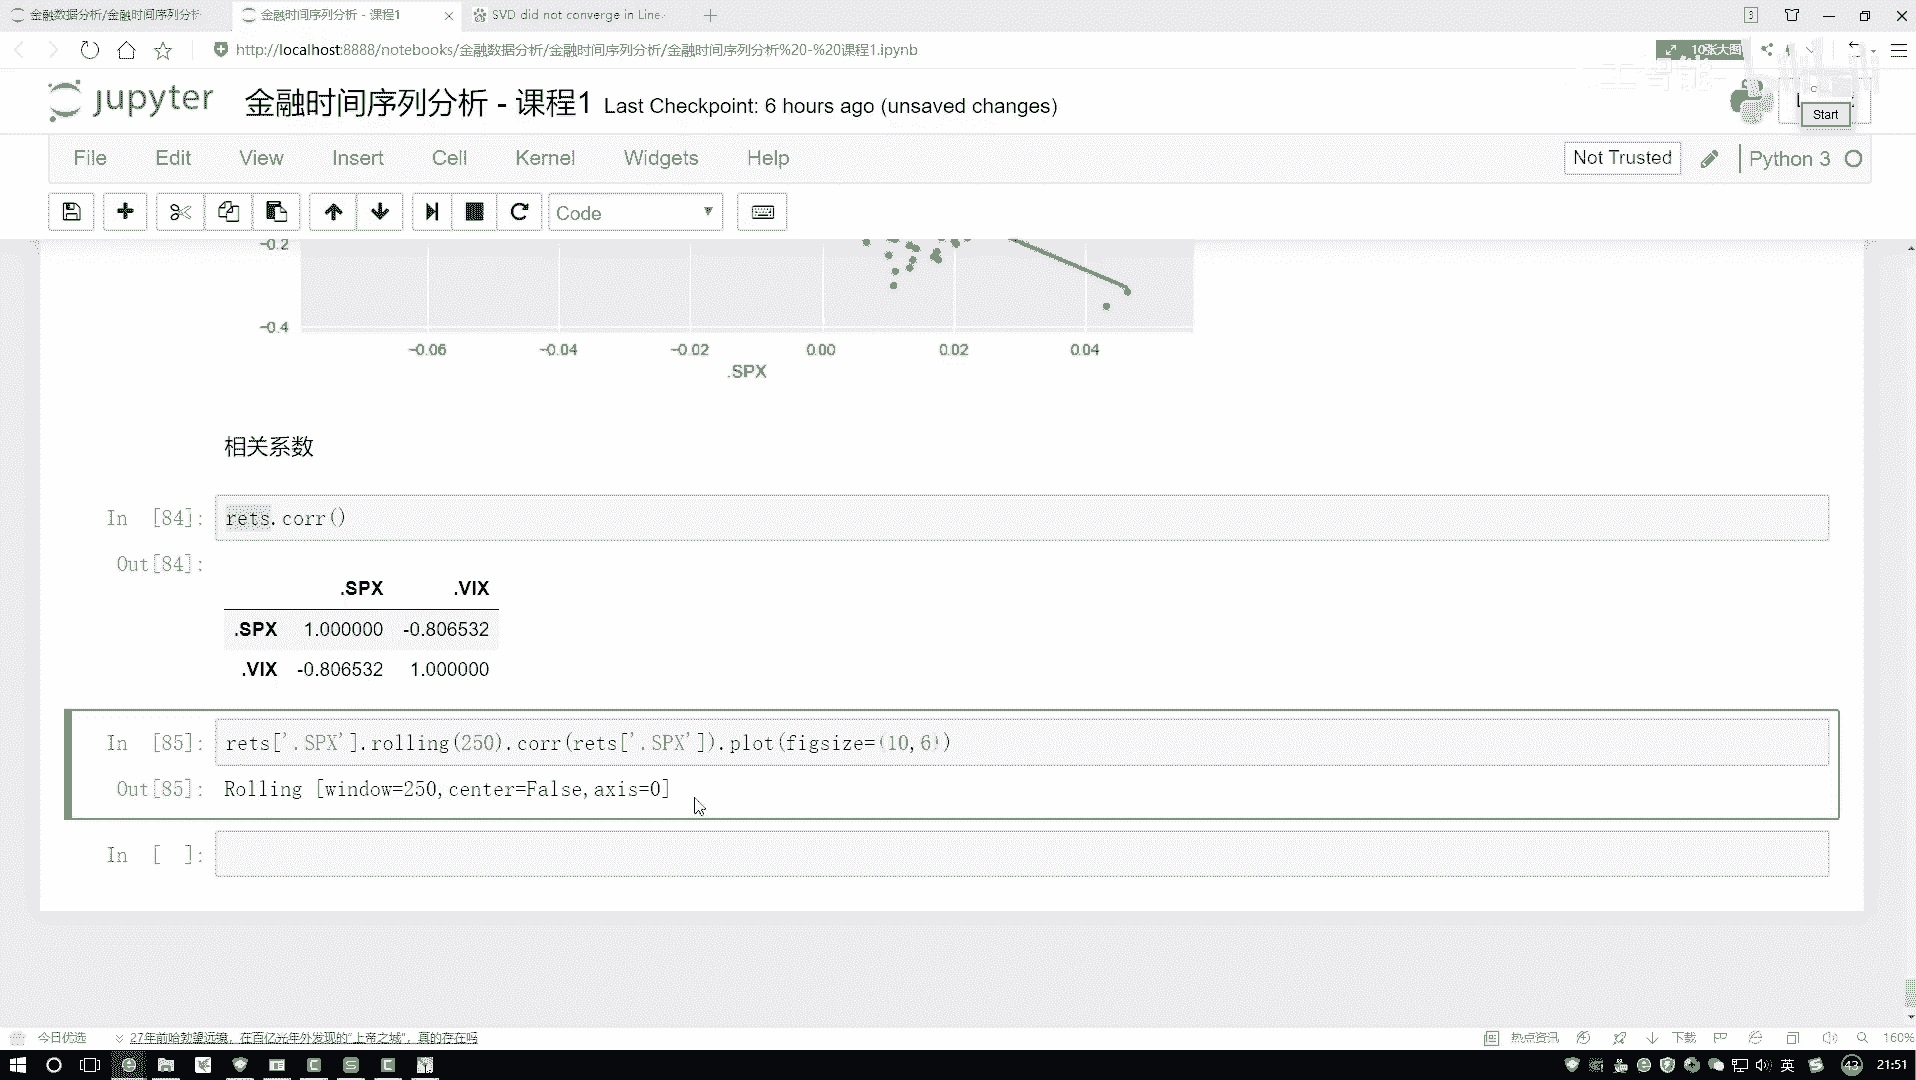 金融数据分析/金融时间序列分析
金融时间序列分析 - 课程1
SVD did not converge in Line.
3
http://localhost:8888/notebooks/金融数据分析/金融时间序列分析/金融时间序列分析%20-%20课程1.ipynb
10张大图
jupyter 金融时间序列分析 - 课程1 Last Checkpoint: 6 hours ago (unsaved changes)
Start
File Edit View Insert Cell Kernel Widgets Help
Not Trusted
Python 3
Code
-0.2
-0.4
-0.06 -0.04 -0.02 0.00 0.02 0.04
.SPX
相关系数
In [84]: rets.corr()
Out[84]:
.SPX .VIX
.SPX 1.000000 -0.806532
.VIX -0.806532 1.000000
In [85]: rets['.SPX'].rolling(250).corr(rets['.SPX']).plot(figsize=(10,6))
Out[85]: Rolling [window=250,center=False,axis=0]
In [ ]:
今日优选
27年前哈勃望远镜，在百亿光年外发现的"上帝之城"，真的存在吗
热点资讯
下载
160%
英
43
21:51